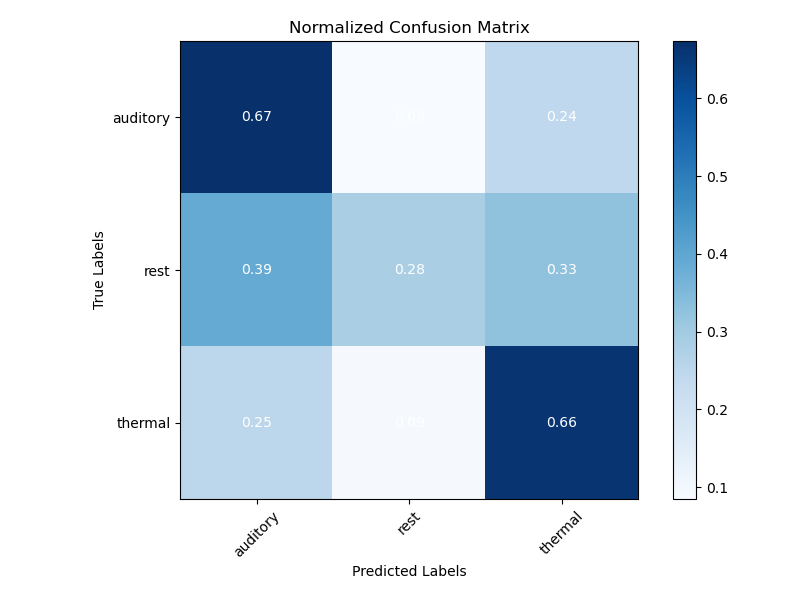 Normalized Confusion Matrix
auditory
0.67
0.24
0.6
0.5
rest
0.39
0.28
0.33
0.4
True Labels
0.3
thermal
0.25
0.09
0.66
0.2
0.1
auditory
rest
thermal
Predicted Labels